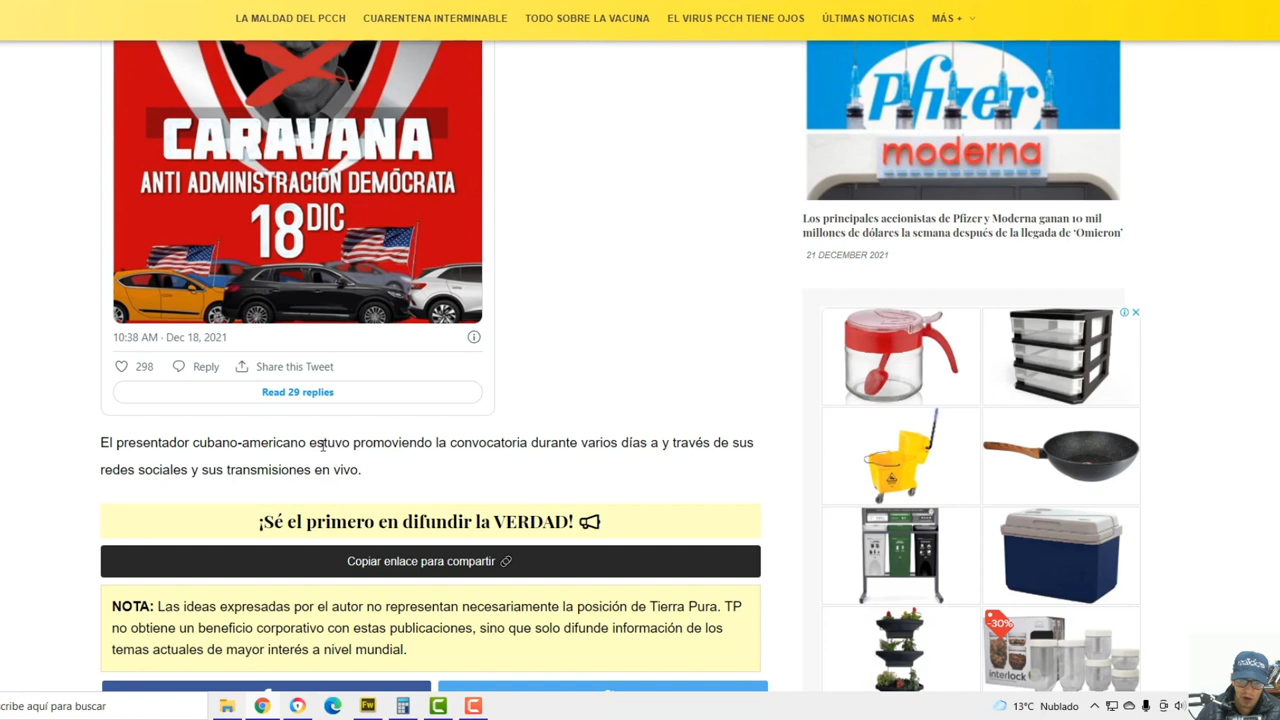 LA MALDAD DEL PCCH CUARENTENA INTERMINABLE TODO SOBRE LA VACUNA EL VIRUS PCCH TIENE OJOS ÚLTIMAS NOTICIAS MÁS +
CARAVANA
ANTI ADMINISTRACIÓN DEMÓCRATA
18 DIC
10:38 AM · Dec 18, 2021
298 Reply Share this Tweet
Read 29 replies
El presentador cubano-americano estuvo promoviendo la convocatoria durante varios días a y través de sus
redes sociales y sus transmisiones en vivo.
¡Sé el primero en difundir la VERDAD!
Copiar enlace para compartir
NOTA: Las ideas expresadas por el autor no representan necesariamente la posición de Tierra Pura. TP
no obtiene un beneficio corporativo con estas publicaciones, sino que solo difunde información de los
temas actuales de mayor interés a nivel mundial.
Pfizer
moderna
Los principales accionistas de Pfizer y Moderna ganan 10 mil
millones de dólares la semana después de la llegada de ‘Omicron’
21 DECEMBER 2021
-30%
interlock
adidas
cribe aquí para buscar
Fw
13°C Nublado